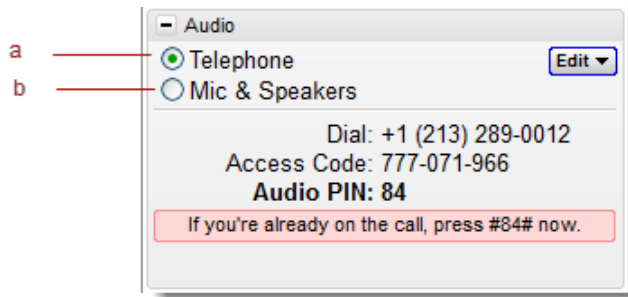 Audio
a
Telephone
Edit
b
Mic & Speakers
Dial: +1 (213) 289-0012
Access Code: 777-071-966
Audio PIN: 84
If you're already on the call, press #84# now.